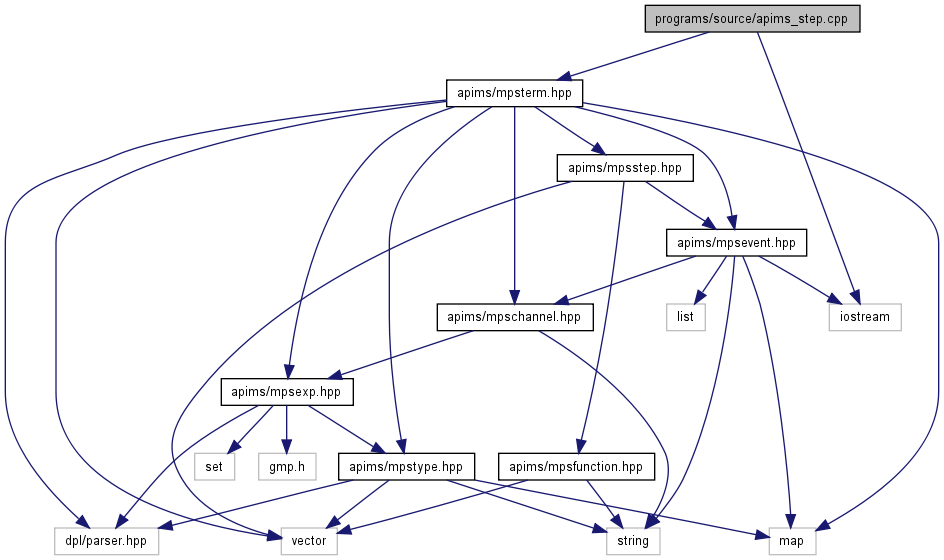 programs/source/apims_step.cpp
apims/mpsterm.hpp
apims/mpsstep.hpp
apims/mpsevent.hpp
apims/mpschannel.hpp
list
iostream
apims/mpsexp.hpp
set
gmp.h
apims/mpstype.hpp
apims/mpsfunction.hpp
dpl/parser.hpp
vector
string
map